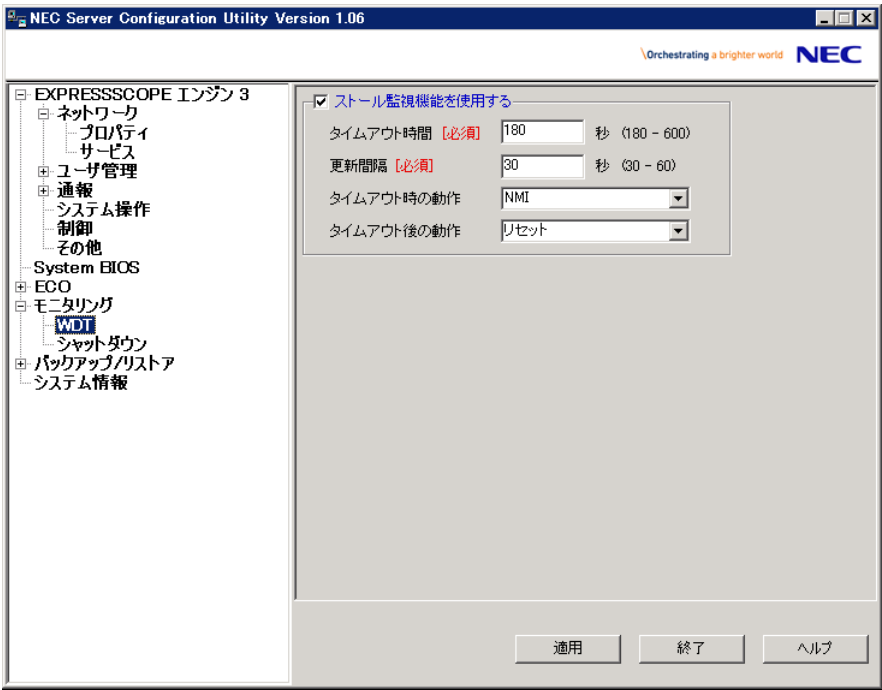 NEC Server Configuration Utility Version 1.06
\Orchestrating a brighter world NEC
EXPRESSSCOPE エンジン 3
ネットワーク
プロパティ
サービス
ユーザ管理
通報
システム操作
制御
その他
System BIOS
ECO
モニタリング
WDT
シャットダウン
バックアップ/リストア
システム情報
ストール監視機能を使用する
タイムアウト時間 [必須] 180 秒 (180 - 600)
更新間隔 [必須] 30 秒 (30 - 60)
タイムアウト時の動作 NMI
タイムアウト後の動作 リセット
適用 終了 ヘルプ